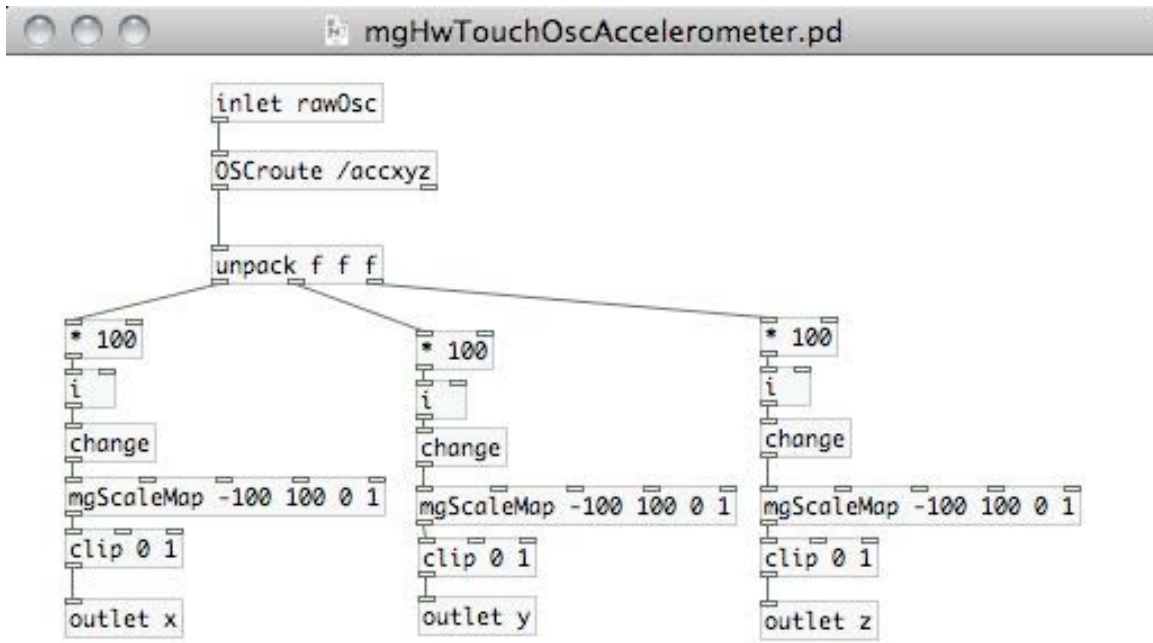 mgHwTouchOscAccelerometer.pd
inlet rawOsc
OSCroute /accxyz
unpack f f f
* 100
i
change
mgScaleMap -100 100 0 1
clip 0 1
outlet x
* 100
i
change
mgScaleMap -100 100 0 1
clip 0 1
outlet y
* 100
i
change
mgScaleMap -100 100 0 1
clip 0 1
outlet z